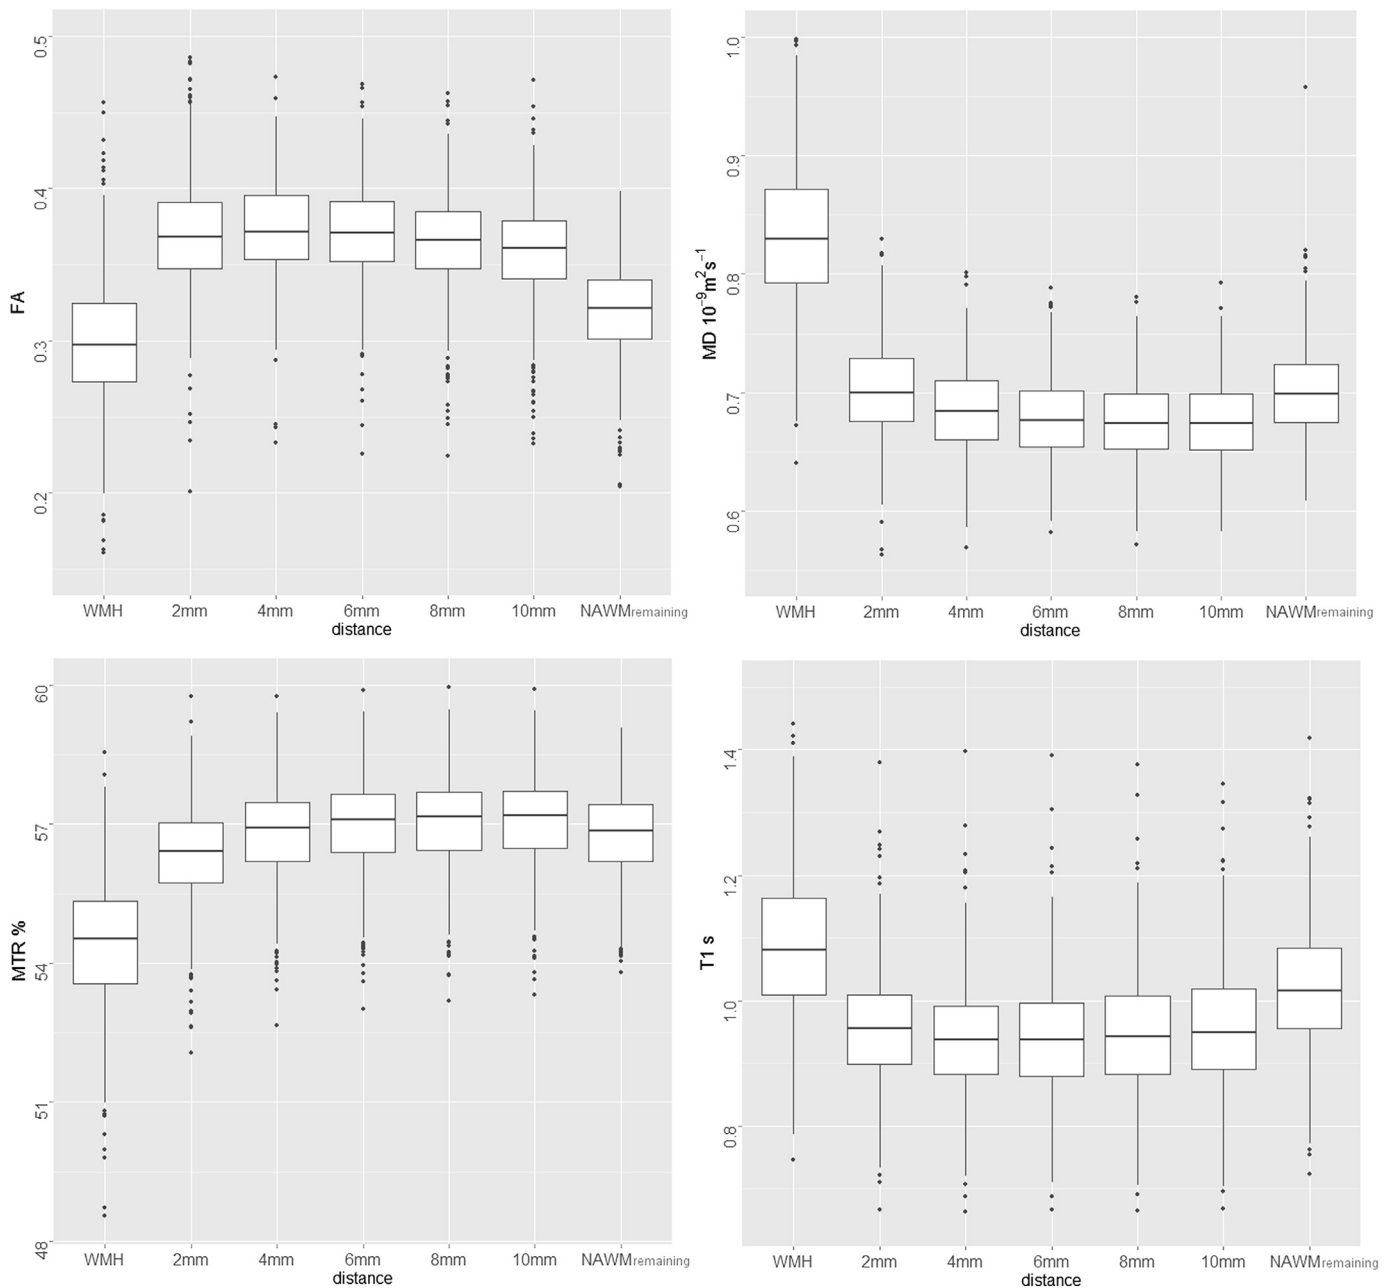 0.5
0.4
0.3
0.2
FA
WMH 2mm 4mm 6mm 8mm 10mm NAWMremaining
distance
1.0
0.9
0.8
0.7
0.6
MD 10⁻⁹m²s⁻¹
WMH 2mm 4mm 6mm 8mm 10mm NAWMremaining
distance
60
57
54
51
48
MTR %
WMH 2mm 4mm 6mm 8mm 10mm NAWMremaining
distance
1.4
1.2
1.0
0.8
T1 s
WMH 2mm 4mm 6mm 8mm 10mm NAWMremaining
distance